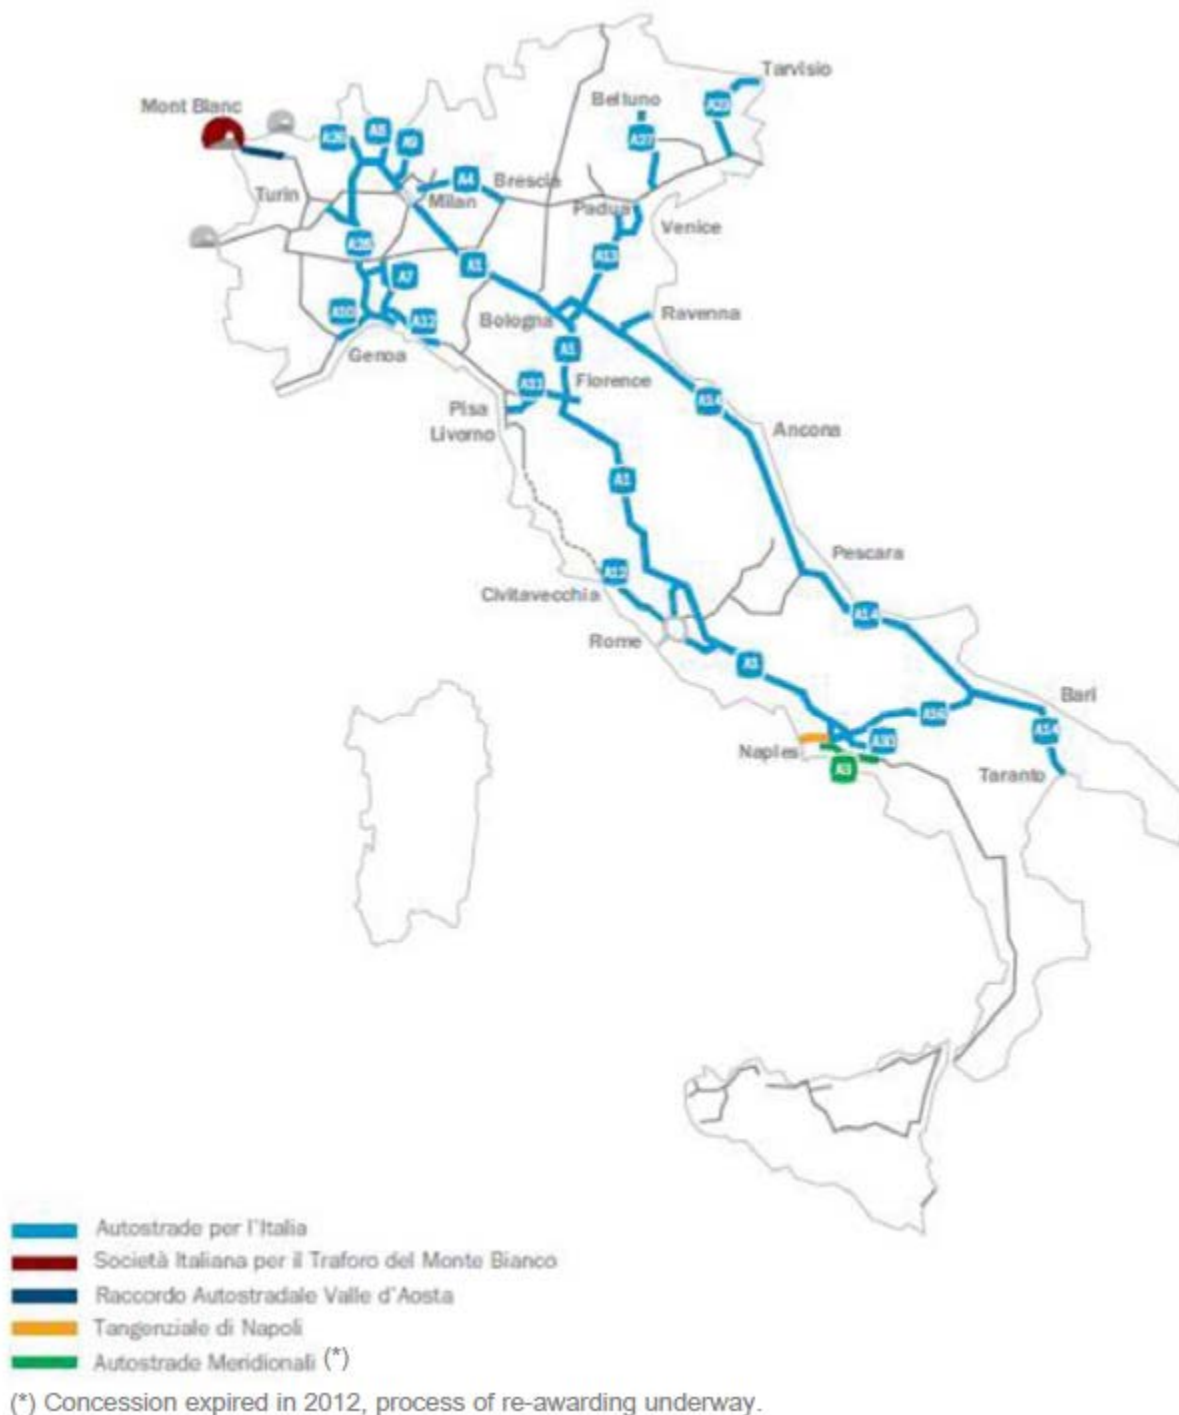 Tarvisio
Mont Blanc
Belluno
A23
A26
A8
A9
A27
A4
Brescia
Turin
Milan
Padua
Venice
A26
A13
A1
A7
A10
A12
Bologna
Ravenna
Genoa
A1
A11
Florence
Pisa
A14
Livorno
Ancona
A1
Pescara
A12
Civitavecchia
A14
Rome
A1
Bari
A16
A14
A30
Naples
A3
Taranto
Autostrade per l'Italia
Società Italiana per il Traforo del Monte Bianco
Raccordo Autostradale Valle d'Aosta
Tangenziale di Napoli
Autostrade Meridionali (*)
(*) Concession expired in 2012, process of re-awarding underway.